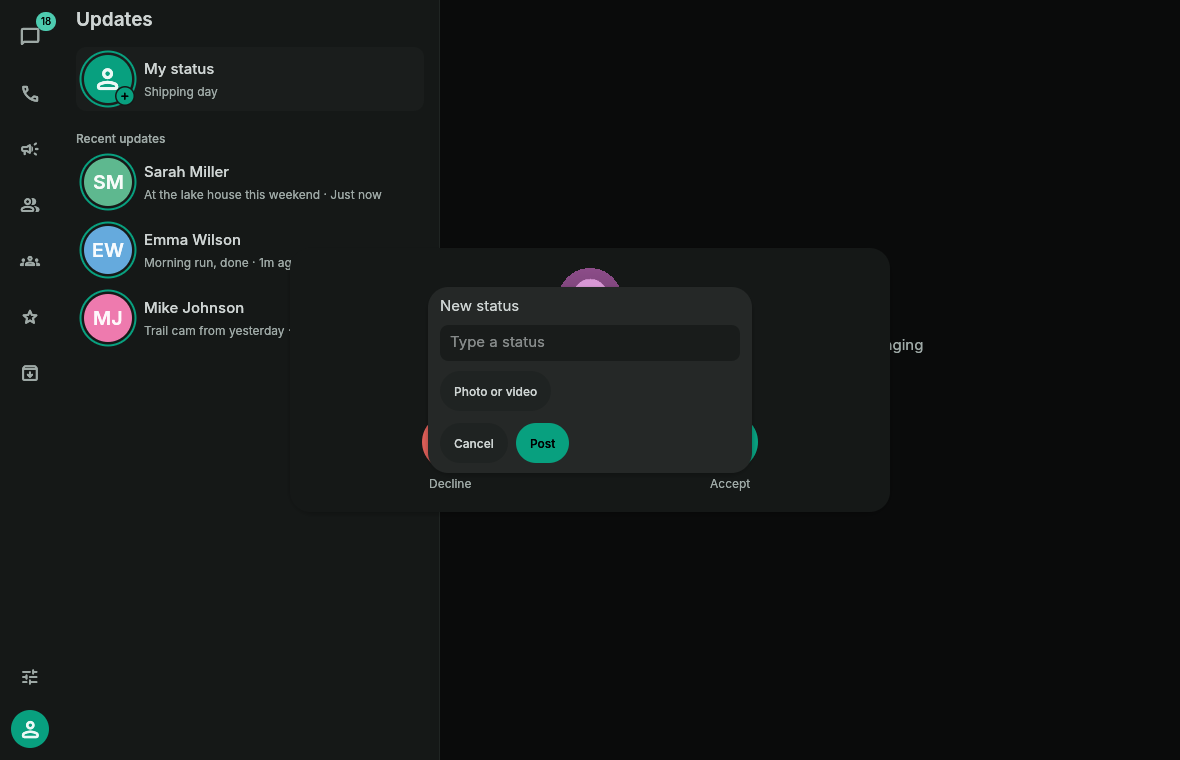 18
Updates
My status
Shipping day
Recent updates
SM
Sarah Miller
At the lake house this weekend · Just now
EW
Emma Wilson
Morning run, done · 1m
MJ
Mike Johnson
Trail cam from yesterday ·
New status
Type a status
Photo or video
Cancel
Post
Decline
Accept